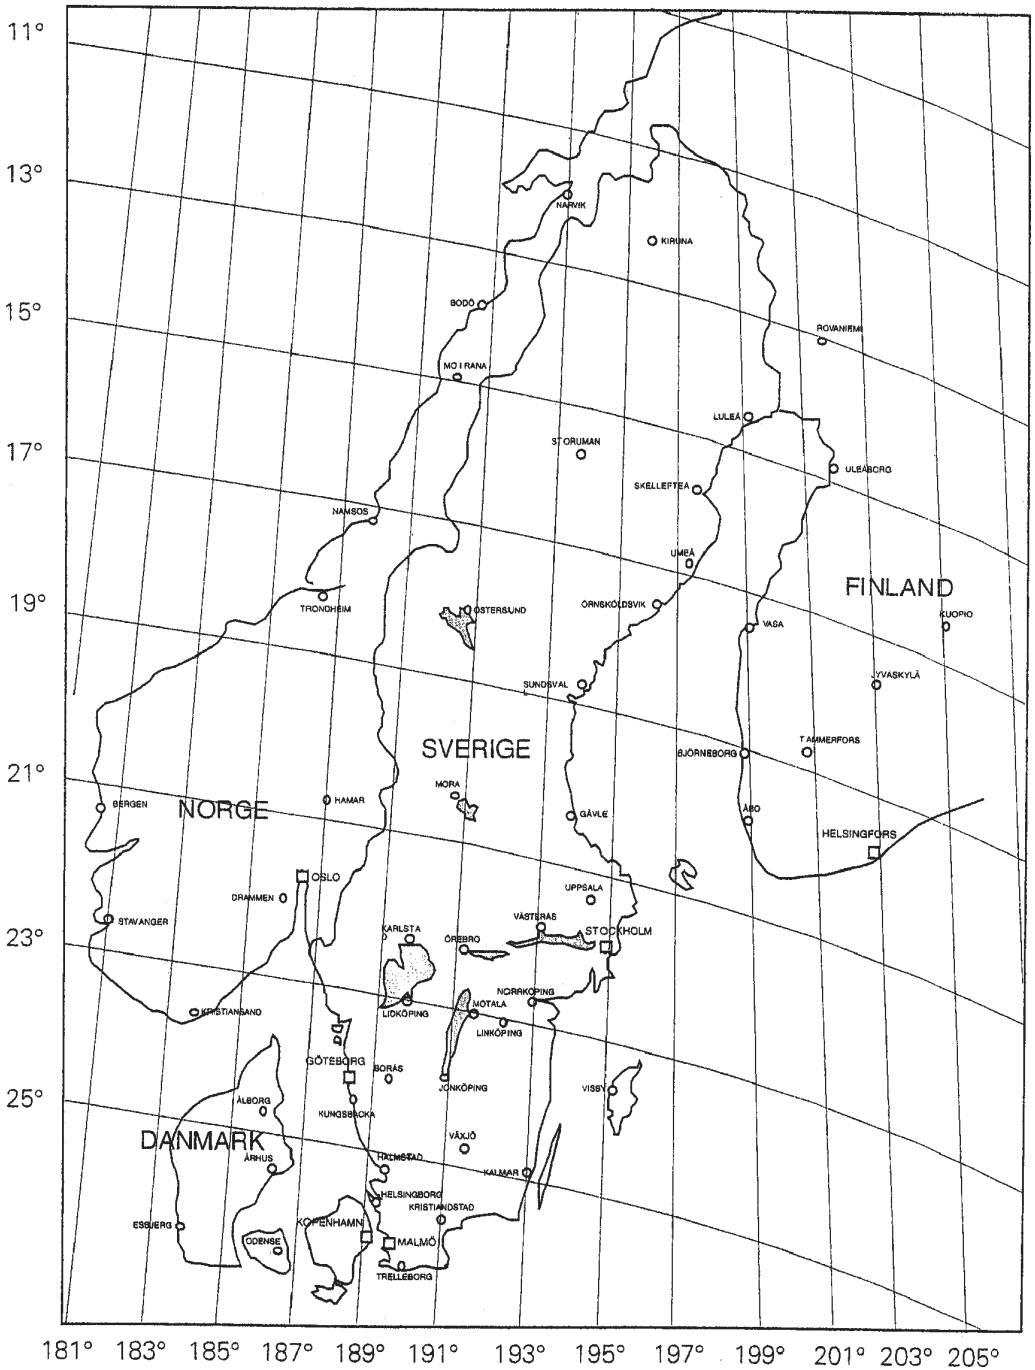 11°
13°
NARVIK
KIRUNA
15°
BODÖ
ROVANIEMI
MO I RANA
LULEÅ
17°
STORUMAN
ULEÅBORG
SKELLEFTEÅ
NAMSOS
UMEÅ
FINLAND
19°
TRONDHEIM
ÖSTERSUND
ÖRNSKÖLDSVIK
VASA
KUOPIO
SUNDSVAL
YVASKYLÄ
SVERIGE
BJÖRNEBORG
TAMMERFORS
21°
MORA
BERGEN
NORGE
HAMAR
GÄVLE
ÅBO
HELSINGFORS
OSLO
DRAMMEN
UPPSALA
STAVANGER
VÄSTERÅS
23°
KARLSTA
ÖREBRO
STOCKHOLM
KRISTIANSAND
LIDKÖPING
MOTALA
NORRKÖPING
LINKÖPING
GÖTEBORG
BORÅS
JÖNKÖPING
VISBY
25°
ÅLBORG
KUNGSBACKA
DANMARK
VÄXJÖ
ÅRHUS
HALMSTAD
KALMAR
HELSINGBORG
KRISTIANDSTAD
ESBJERG
KÖPENHAMN
ODENSE
MALMÖ
TRELLEBORG
181° 183° 185° 187° 189° 191° 193° 195° 197° 199° 201° 203° 205°